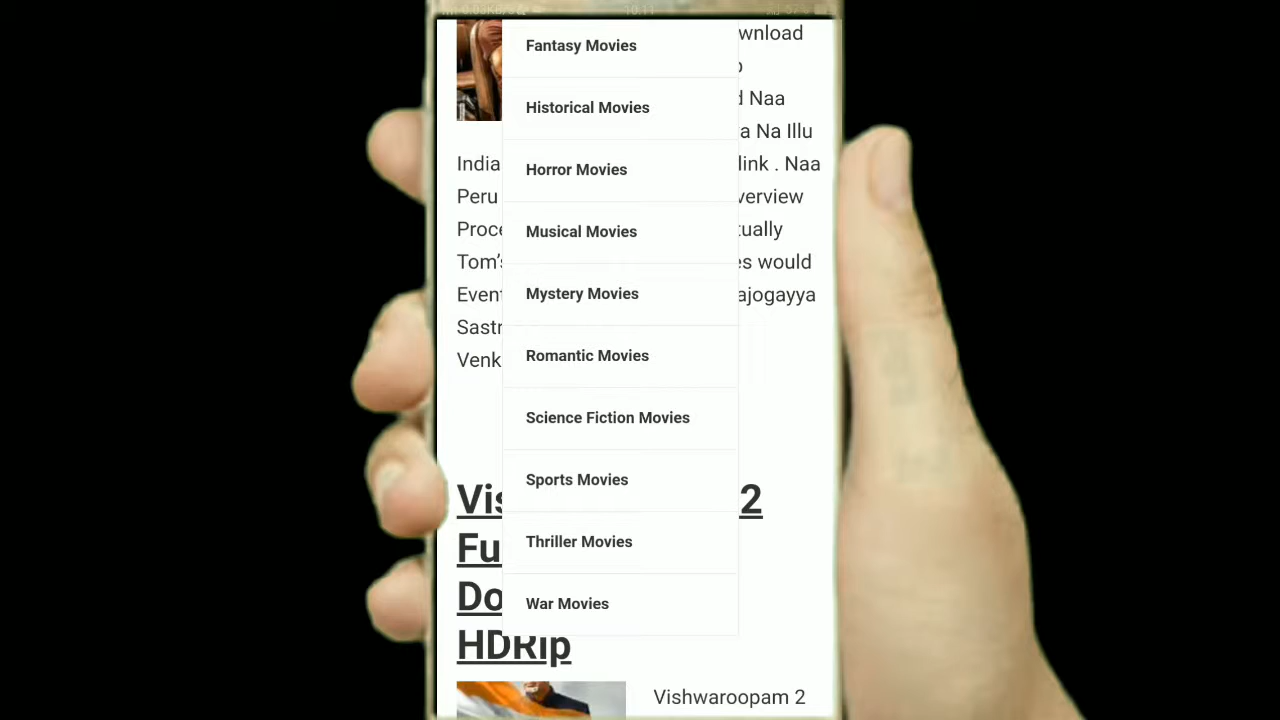 wnload
Fantasy Movies
Historical Movies
d Naa
a Na Illu
India
link . Naa
Horror Movies
Peru
verview
Musical Movies
Proce
tually
Tom's
es would
Mystery Movies
Event
ajogayya
Sastr
Romantic Movies
Venk
Science Fiction Movies
Sports Movies
Vis 2
Fu
Thriller Movies
Do
War Movies
HDRip
Vishwaroopam 2